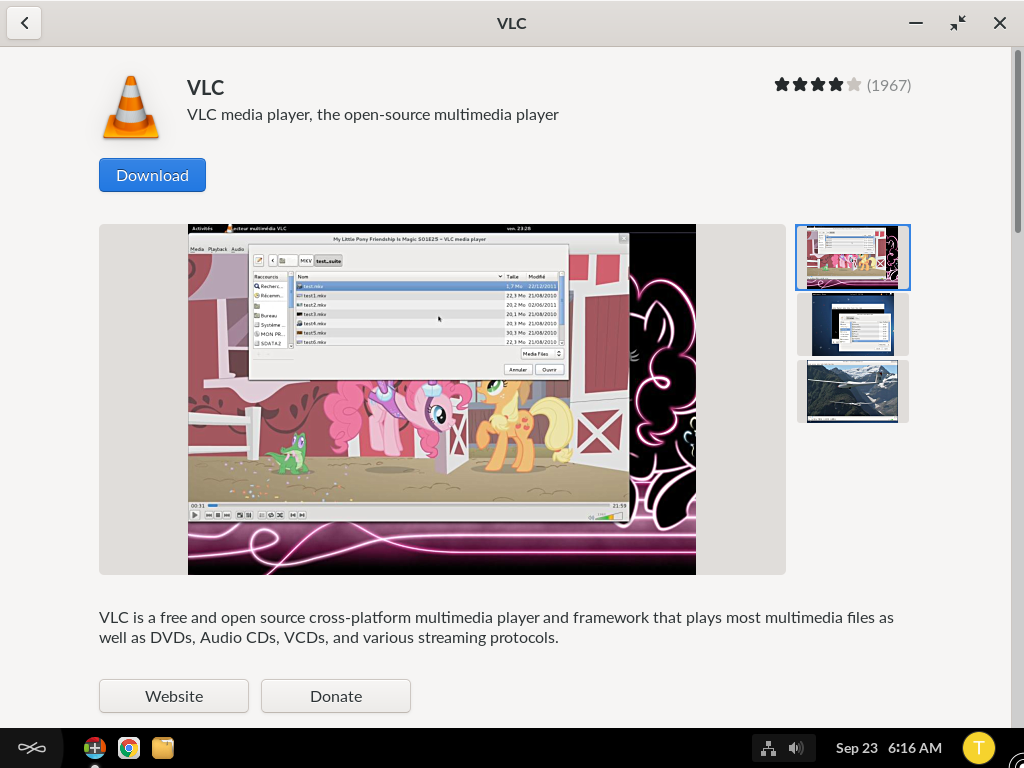 VLC
VLC
VLC media player, the open-source multimedia player
(1967)
Download
Activités
ecteur multimédia VLC
ven. 23:28
My Little Pony Friendship Is Magic S01E25 - VLC media player
Media Playback Audio
MKV test_suite
Raccourcis
Nom Taille Modifié
Recherc...
Récemm...
Bureau
Système ...
MON PR...
SDATA2
test.mkv 1,7 Mo 23/12/2011
test1.mkv 22,3 Mo 21/08/2010
test2.mkv 20,2 Mo 02/06/2011
test3.mkv 20,1 Mo 21/08/2010
test4.mkv 20,3 Mo 21/08/2010
test5.mkv 30,3 Mo 21/08/2010
test6.mkv 22,3 Mo 21/08/2010
Media Files
Annuler Ouvrir
00:31 21:59
VLC is a free and open source cross-platform multimedia player and framework that plays most multimedia files as
well as DVDs, Audio CDs, VCDs, and various streaming protocols.
Website Donate
Sep 23 6:16 AM T